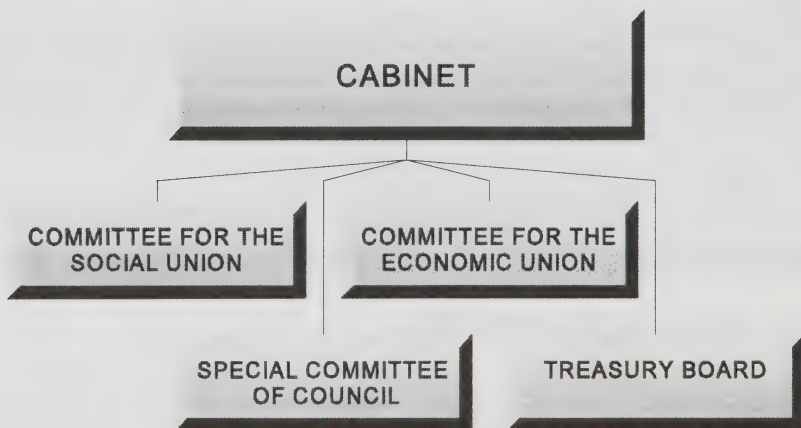 CABINET
COMMITTEE FOR THE
SOCIAL UNION
COMMITTEE FOR THE
ECONOMIC UNION
SPECIAL COMMITTEE
OF COUNCIL
TREASURY BOARD